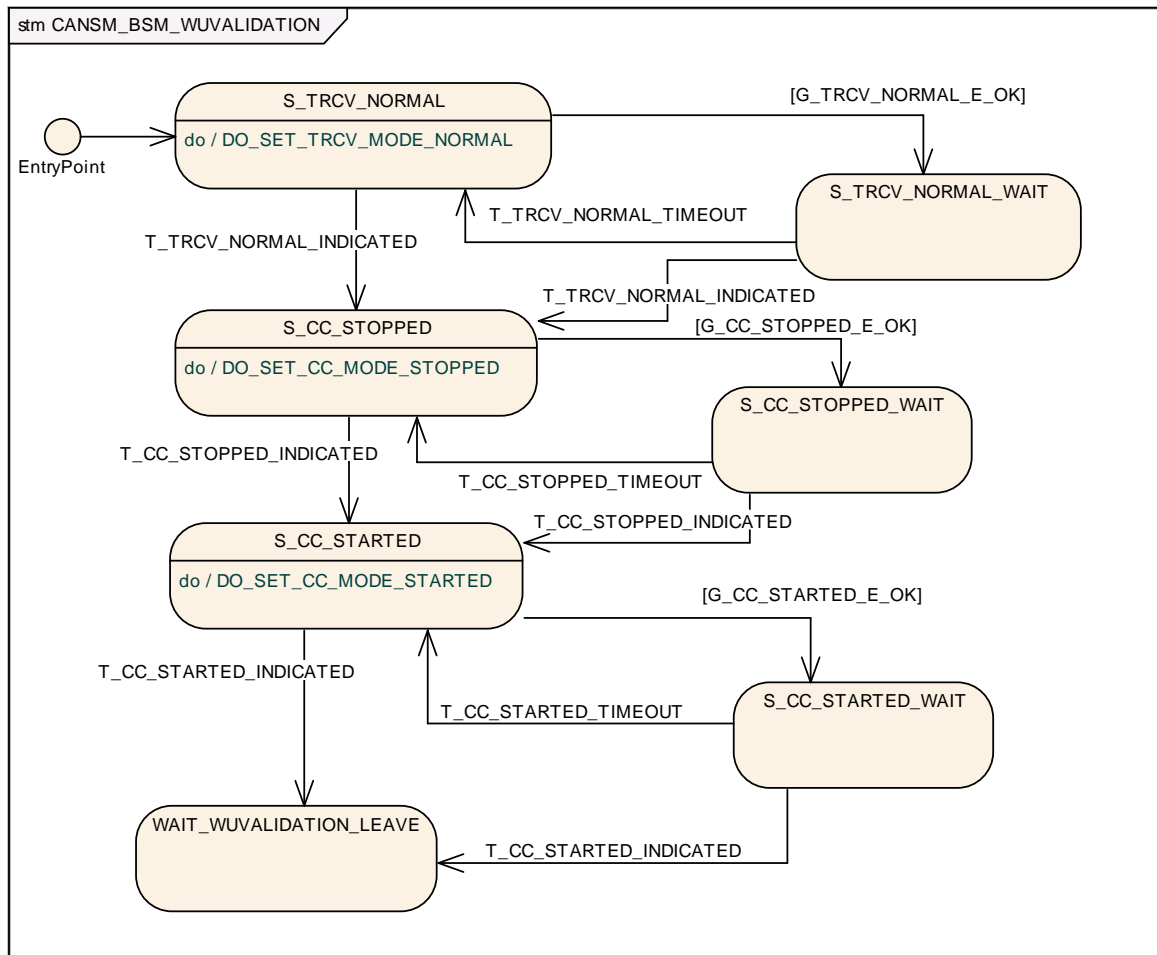 stm CANSM_BSM_WUVALIDATION
S_TRCV_NORMAL
[G_TRCV_NORMAL_E_OK]
do / DO_SET_TRCV_MODE_NORMAL
EntryPoint
S_TRCV_NORMAL_WAIT
T_TRCV_NORMAL_TIMEOUT
T_TRCV_NORMAL_INDICATED
T_TRCV_NORMAL_INDICATED
S_CC_STOPPED
[G_CC_STOPPED_E_OK]
do / DO_SET_CC_MODE_STOPPED
S_CC_STOPPED_WAIT
T_CC_STOPPED_INDICATED
T_CC_STOPPED_TIMEOUT
T_CC_STOPPED_INDICATED
S_CC_STARTED
do / DO_SET_CC_MODE_STARTED
[G_CC_STARTED_E_OK]
T_CC_STARTED_INDICATED
S_CC_STARTED_WAIT
T_CC_STARTED_TIMEOUT
WAIT_WUVALIDATION_LEAVE
T_CC_STARTED_INDICATED